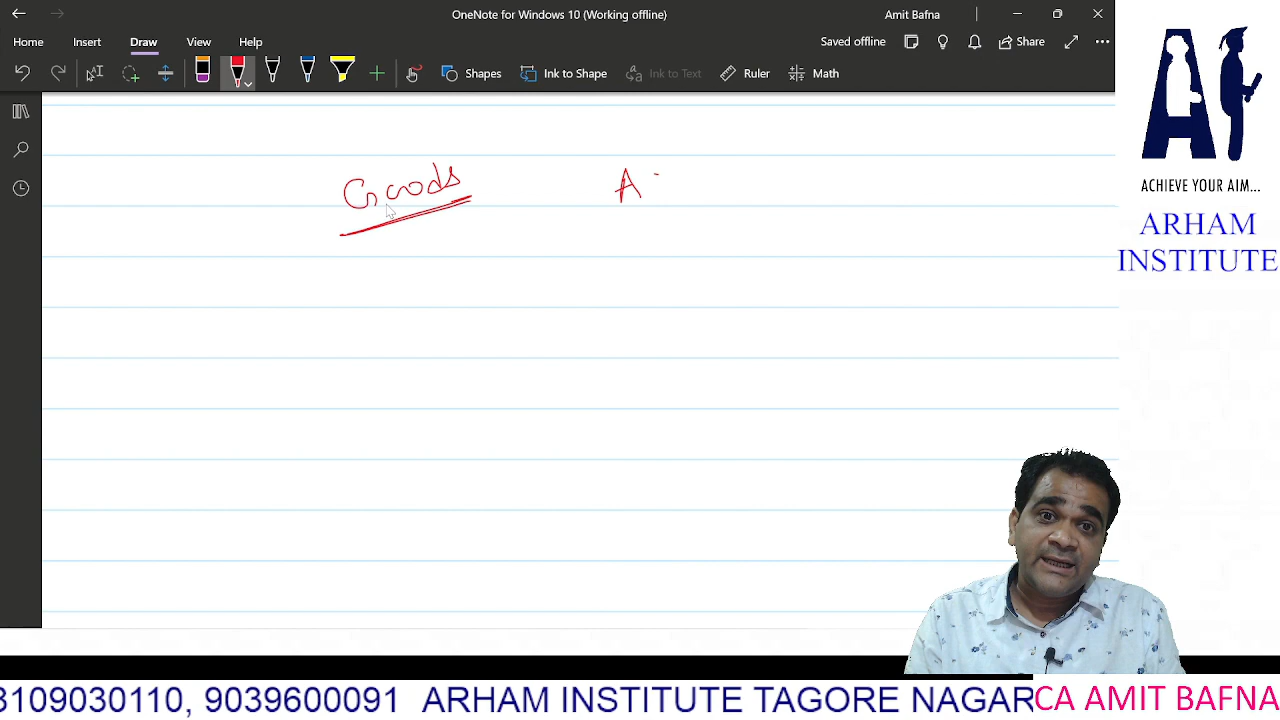 OneNote for Windows 10 (Working offline)
Amit Bafna
Home Insert Draw View Help
Saved offline
Share
Shapes
Ink to Shape
Ink to Text
Ruler
Math
Goods A
ACHIEVE YOUR AIM...
ARHAM
INSTITUTE
3109030110, 9039600091 ARHAM INSTITUTE TAGORE NAGAR
CA AMIT BAFNA